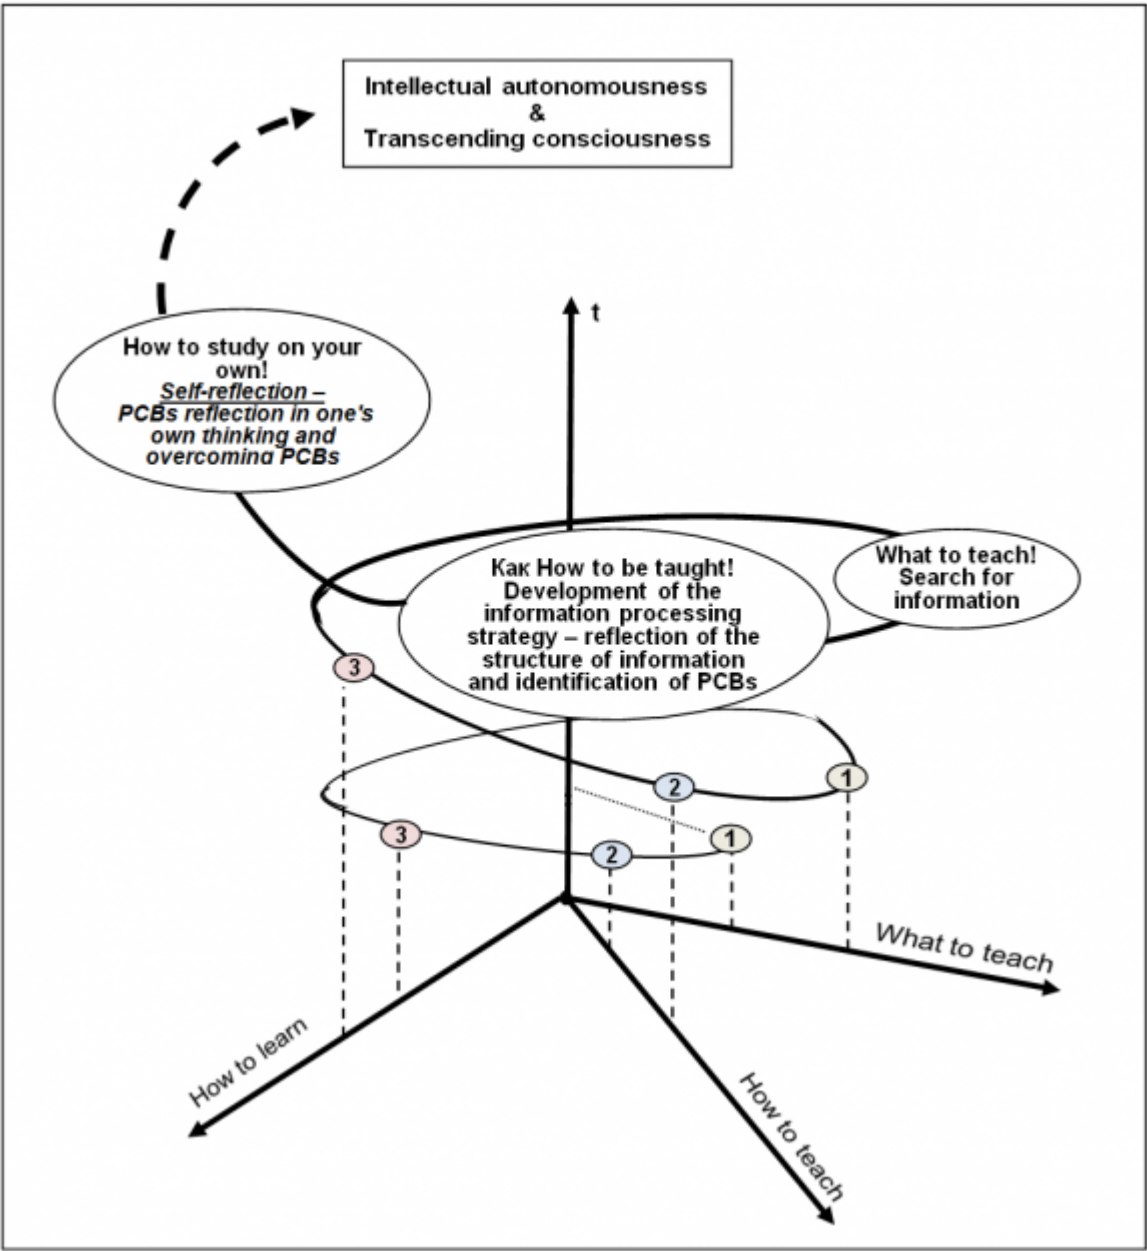 Intellectual autonomousness
&
Transcending consciousness
t
How to study on your
own!
Self-reflection –
PCBs reflection in one's
own thinking and
overcoming PCBs
Как How to be taught!
Development of the
information processing
strategy – reflection of the
structure of information
and identification of PCBs
What to teach!
Search for
information
3
2
1
3
2
1
What to teach
How to learn
How to teach